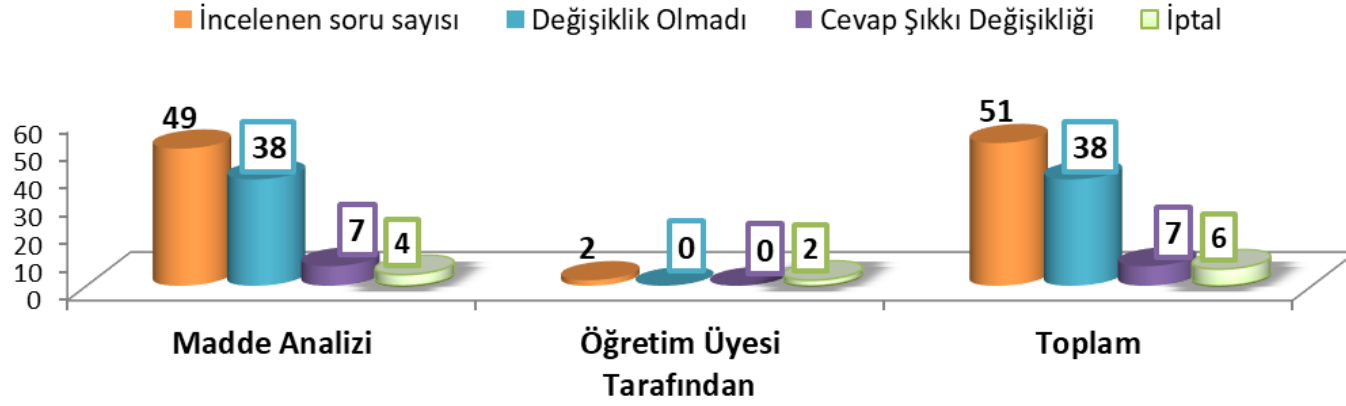 İncelenen soru sayısı Değişiklik Olmadı Cevap Şıkkı Değişikliği İptal
49 38 7 4 2 0 0 2 51 38 7 6
60
50
40
30
20
10
0
Madde Analizi Öğretim Üyesi Toplam
Tarafından